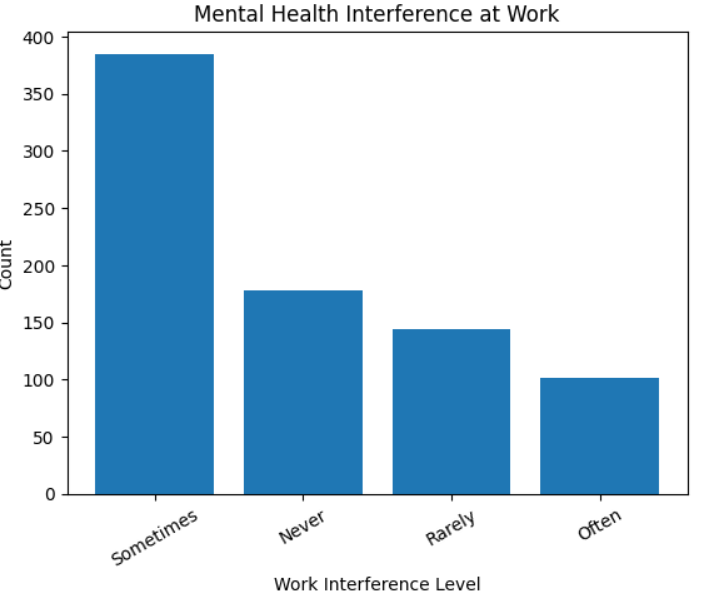 Mental Health Interference at Work
400
350
300
250
200
150
100
50
0
Count
Sometimes Never Rarely Often
Work Interference Level